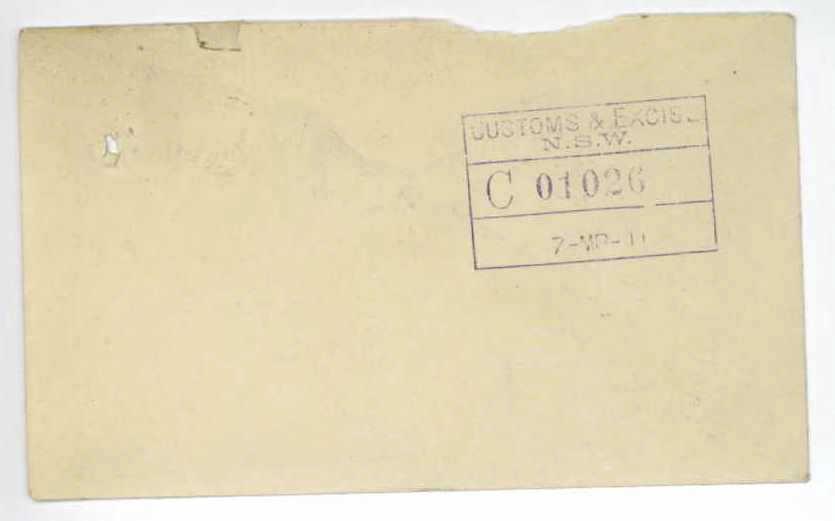 CUSTOMS & EXCISE
N.S.W.
C 01026